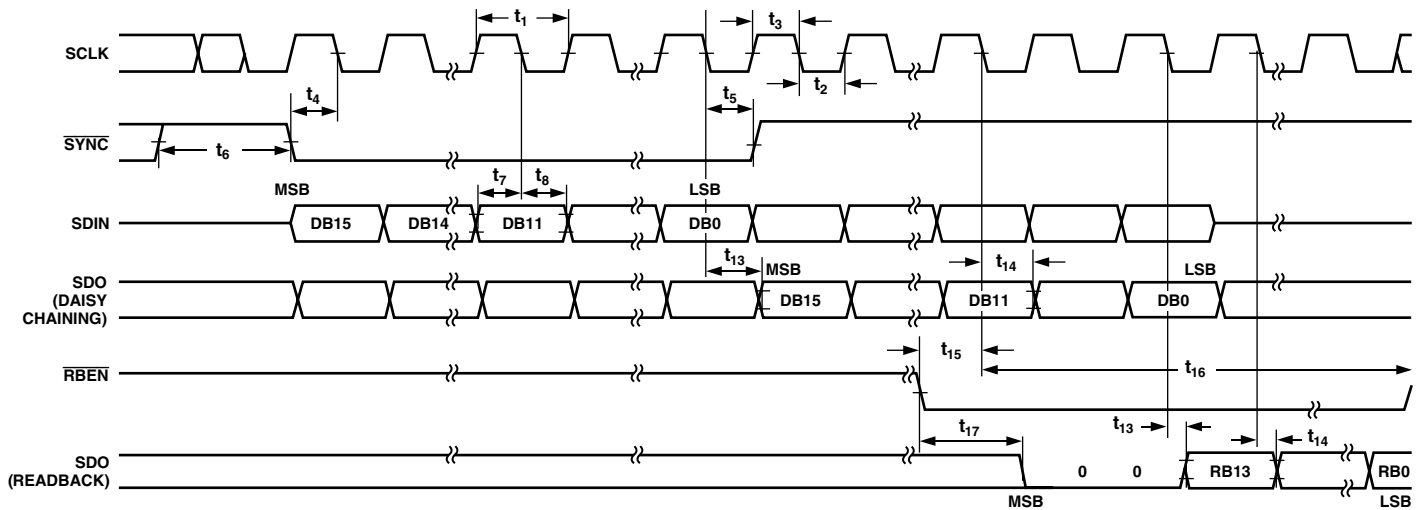 t1 t3
SCLK
t4 t5 t2
SYNC
t6
MSB t7 t8 LSB
SDIN DB15 DB14 DB11 DB0
t13 MSB t14 LSB
SDO
(DAISY
CHAINING)
DB15 DB11 DB0
t15
RBEN t16
t17 t13 t14
SDO
(READBACK)
0 0 RB13 RB0
MSB LSB